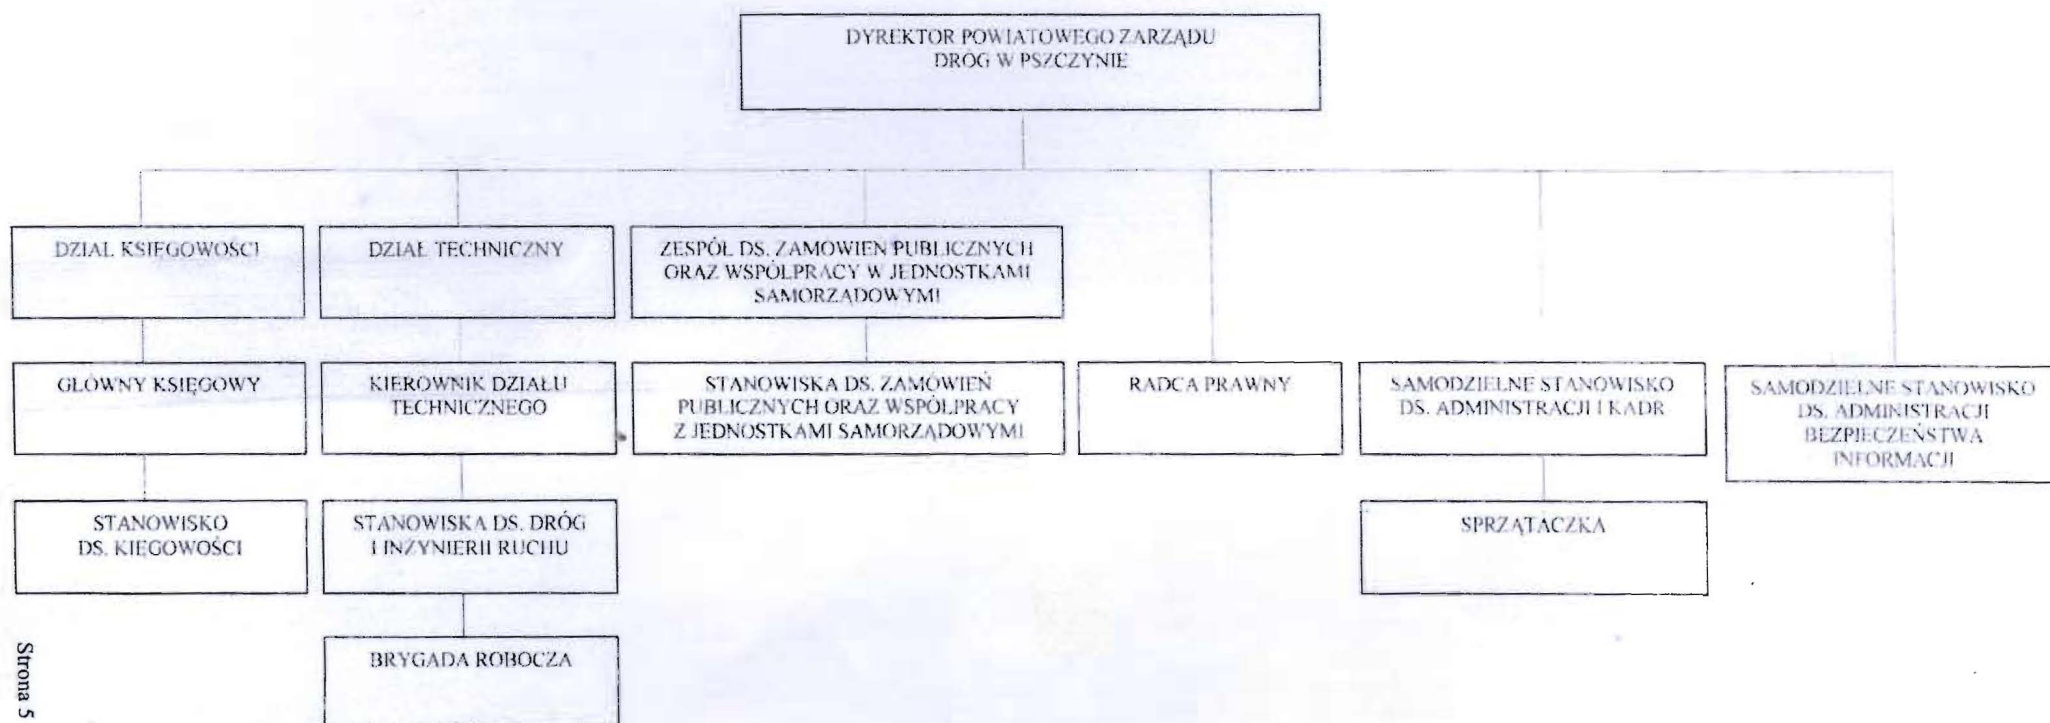 DYREKTOR POWIATOWEGO ZARZĄDU
DRÓG W PSZCZYNIE
DZIAŁ KSIĘGOWOŚCI
DZIAŁ TECHNICZNY
ZESPÓŁ DS. ZAMÓWIEŃ PUBLICZNYCH
ORAZ WSPÓŁPRACY W JEDNOSTKAMI
SAMORZĄDOWYMI
GŁÓWNY KSIĘGOWY
KIEROWNIK DZIAŁU
TECHNICZNEGO
STANOWISKA DS. ZAMÓWIEŃ
PUBLICZNYCH ORAZ WSPÓŁPRACY
Z JEDNOSTKAMI SAMORZĄDOWYMI
RADCA PRAWNY
SAMODZIELNE STANOWISKO
DS. ADMINISTRACJI I KADR
SAMODZIELNE STANOWISKO
DS. ADMINISTRACJI
BEZPIECZEŃSTWA
INFORMACJI
STANOWISKO
DS. KIĘGOWOŚCI
STANOWISKA DS. DRÓG
I INŻYNIERII RUCHU
SPRZĄTACZKA
BRYGADA ROBOCZA
Strona 5